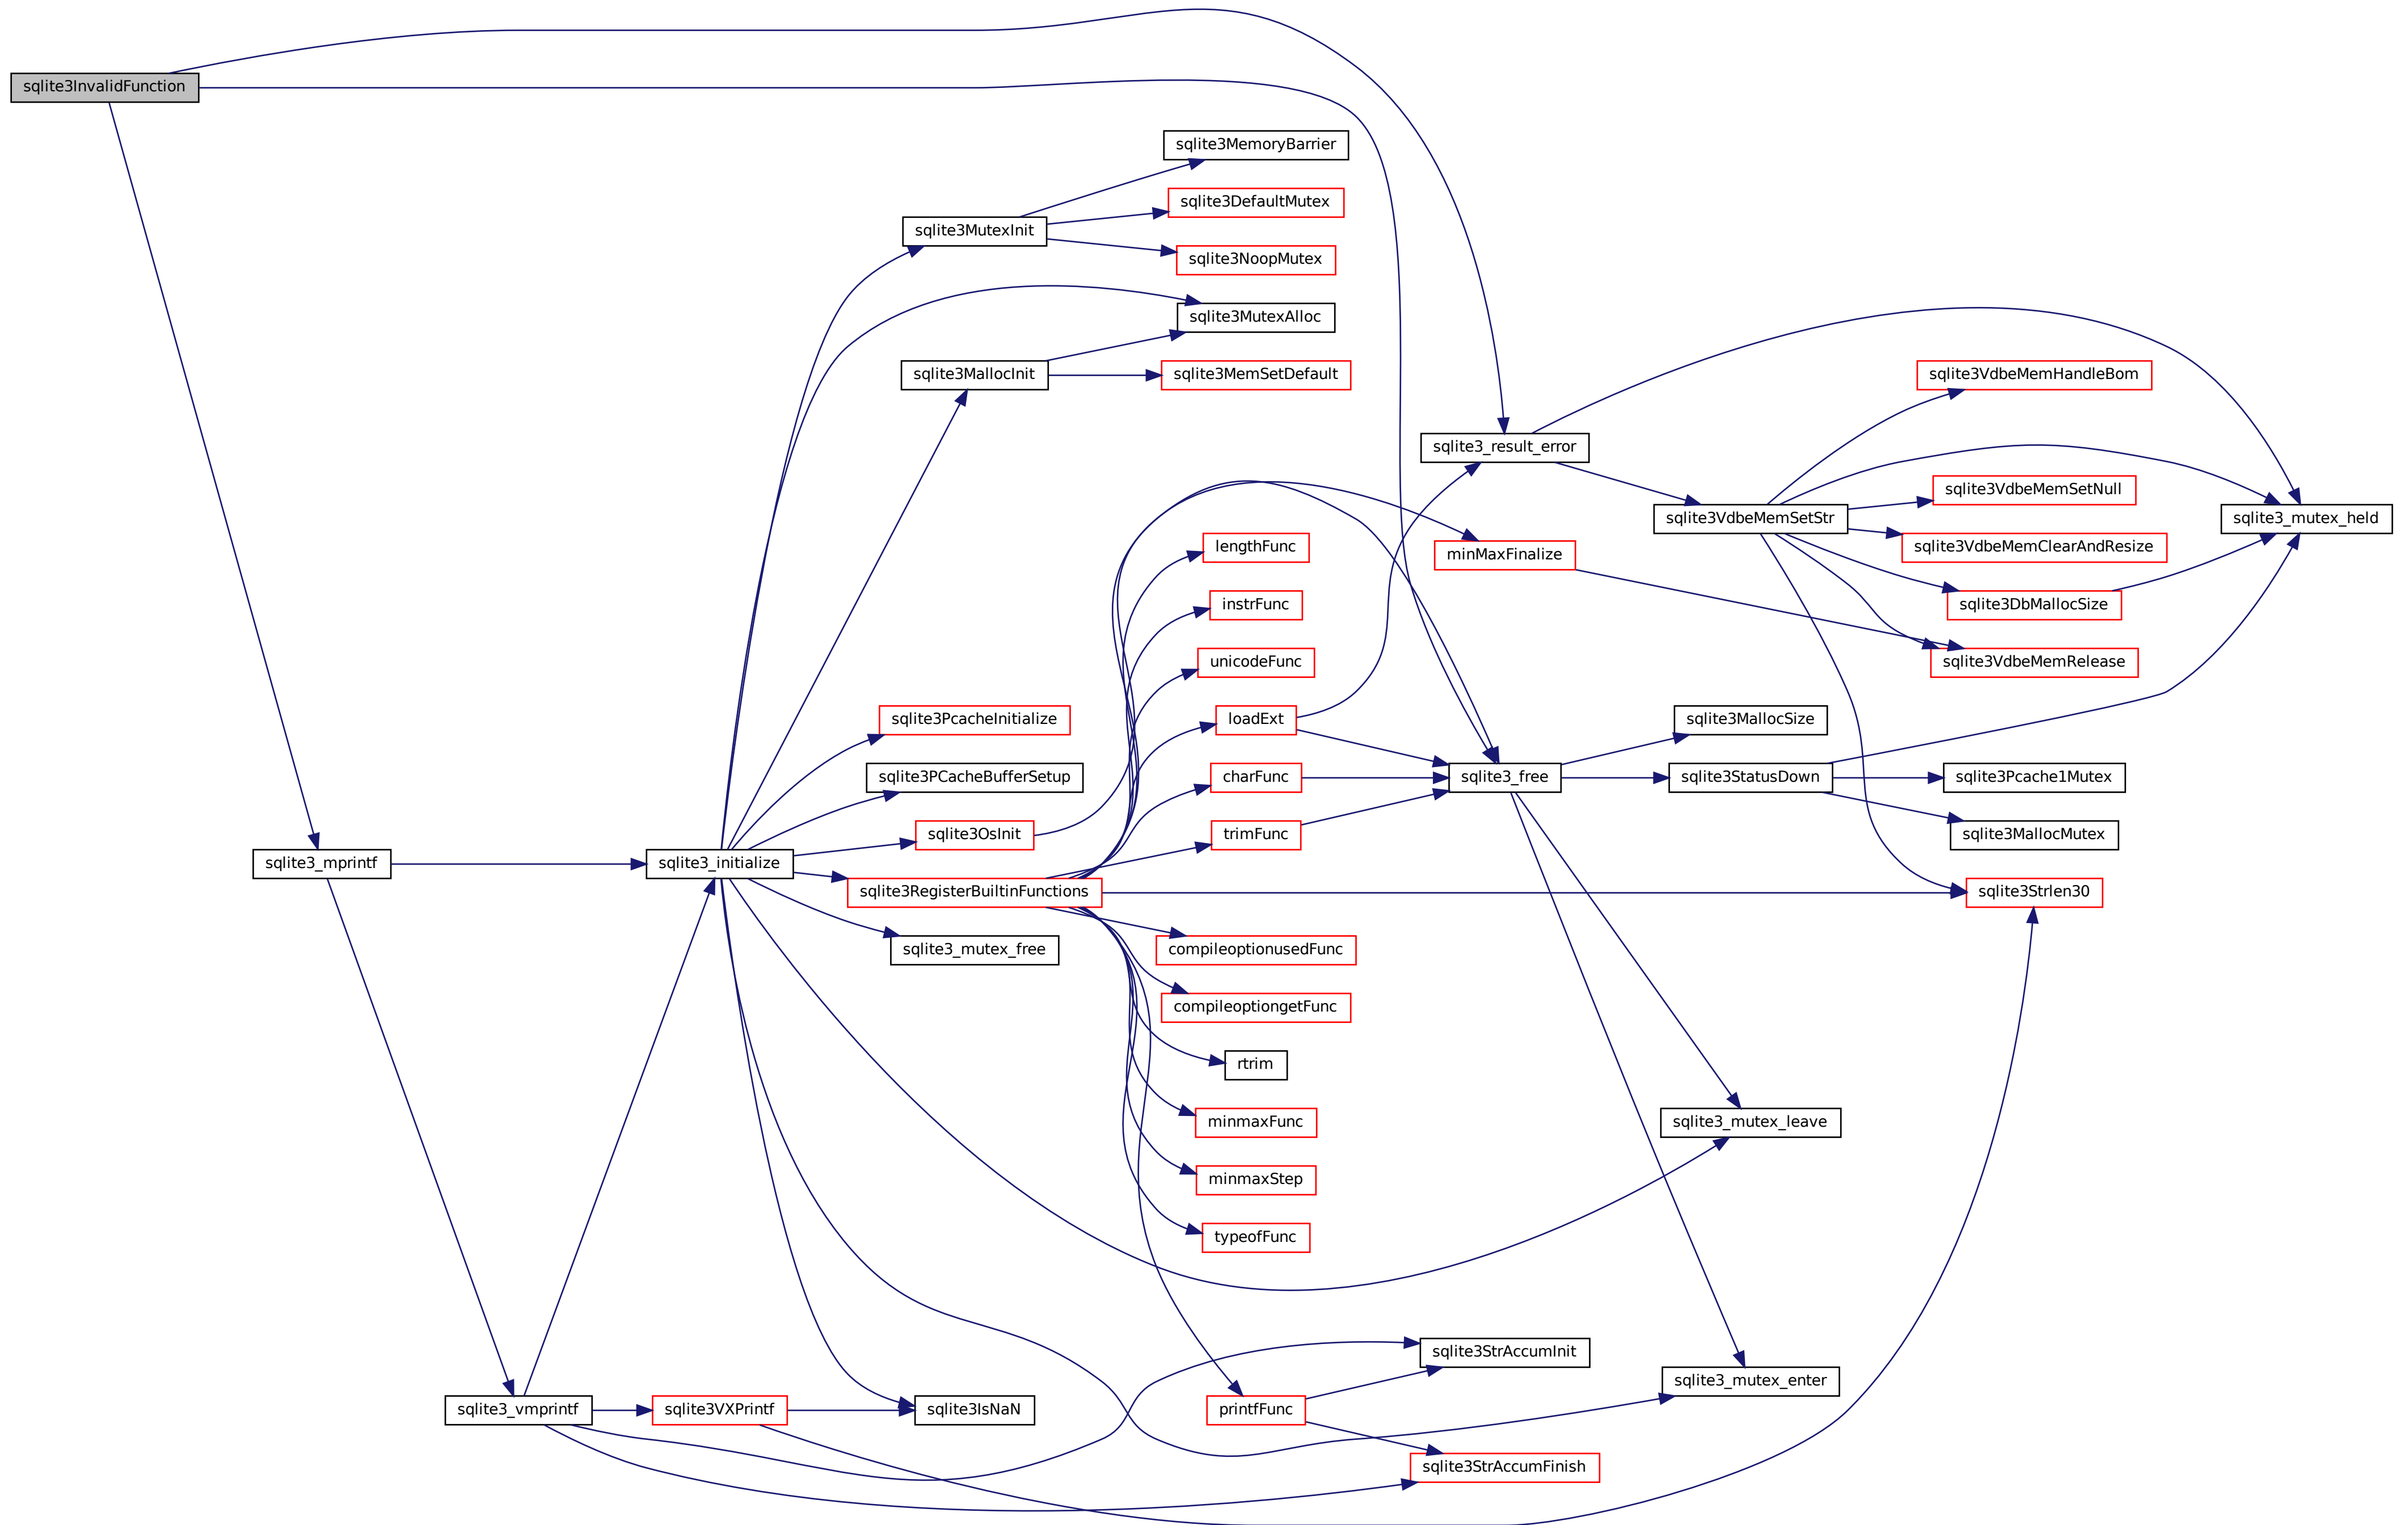 sqlite3InvalidFunction
sqlite3MemoryBarrier
sqlite3DefaultMutex
sqlite3MutexInit
sqlite3NoopMutex
sqlite3MutexAlloc
sqlite3MallocInit
sqlite3MemSetDefault
sqlite3VdbeMemHandleBom
sqlite3_result_error
sqlite3VdbeMemSetNull
sqlite3VdbeMemSetStr
sqlite3_mutex_held
lengthFunc
minMaxFinalize
sqlite3VdbeMemClearAndResize
instrFunc
sqlite3DbMallocSize
unicodeFunc
sqlite3VdbeMemRelease
sqlite3PcacheInitialize
loadExt
sqlite3MallocSize
sqlite3PCacheBufferSetup
charFunc
sqlite3_free
sqlite3StatusDown
sqlite3Pcache1Mutex
sqlite3OsInit
trimFunc
sqlite3MallocMutex
sqlite3_mprintf
sqlite3_initialize
sqlite3RegisterBuiltinFunctions
sqlite3Strlen30
sqlite3_mutex_free
compileoptionusedFunc
compileoptiongetFunc
rtrim
minmaxFunc
sqlite3_mutex_leave
minmaxStep
typeofFunc
sqlite3StrAccumInit
sqlite3_mutex_enter
sqlite3_vmprintf
sqlite3VXPrintf
sqlite3IsNaN
printfFunc
sqlite3StrAccumFinish